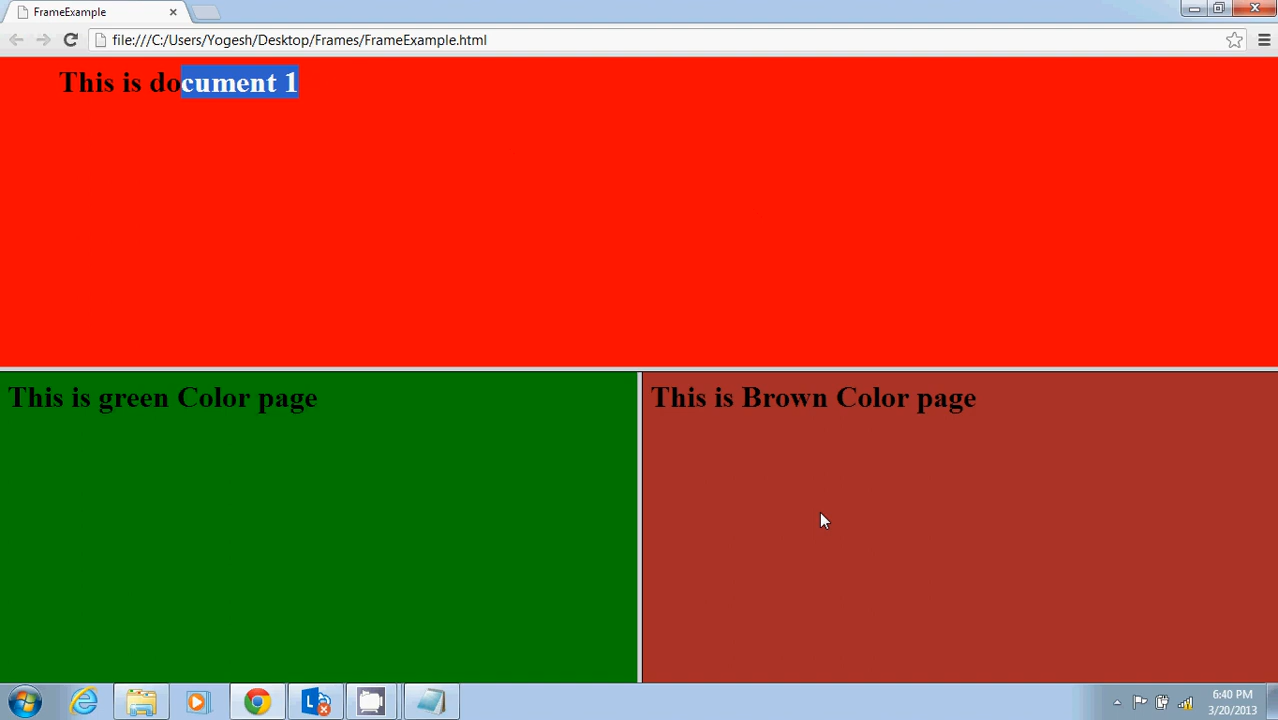 FrameExample
file:///C:/Users/Yogesh/Desktop/Frames/FrameExample.html
This is document 1
This is green Color page
This is Brown Color page
6:40 PM
3/20/2013